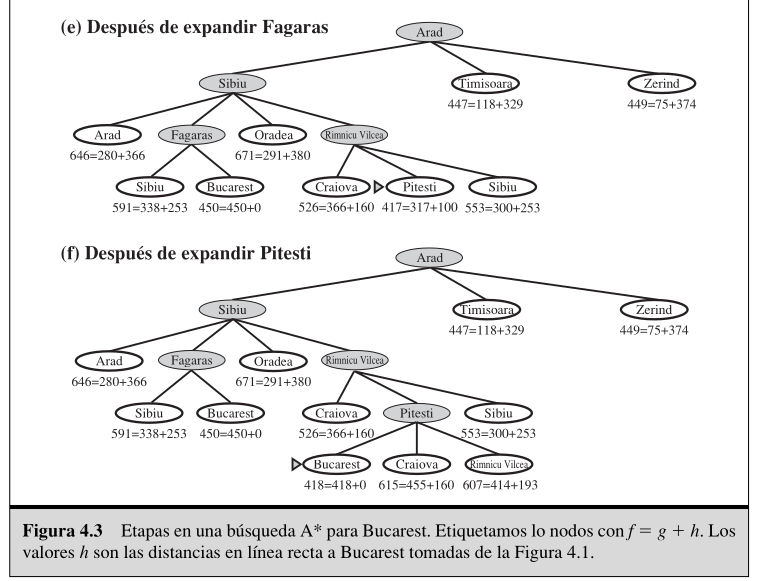 (e) Después de expandir Fagaras
Arad
Sibiu
Timisoara
Zerind
447=118+329
449=75+374
Arad
Fagaras
Oradea
Rimnicu Vilcea
646=280+366
671=291+380
Sibiu
Bucarest
Craiova
Pitesti
Sibiu
591=338+253
450=450+0
526=366+160
417=317+100
553=300+253
(f) Después de expandir Pitesti
Arad
Sibiu
Timisoara
Zerind
447=118+329
449=75+374
Arad
Fagaras
Oradea
Rimnicu Vilcea
646=280+366
671=291+380
Sibiu
Bucarest
Craiova
Pitesti
Sibiu
591=338+253
450=450+0
526=366+160
553=300+253
Bucarest
Craiova
Rimnicu Vilcea
418=418+0
615=455+160
607=414+193
Figura 4.3 Etapas en una búsqueda A* para Bucarest. Etiquetamos lo nodos con f = g + h. Los
valores h son las distancias en línea recta a Bucarest tomadas de la Figura 4.1.